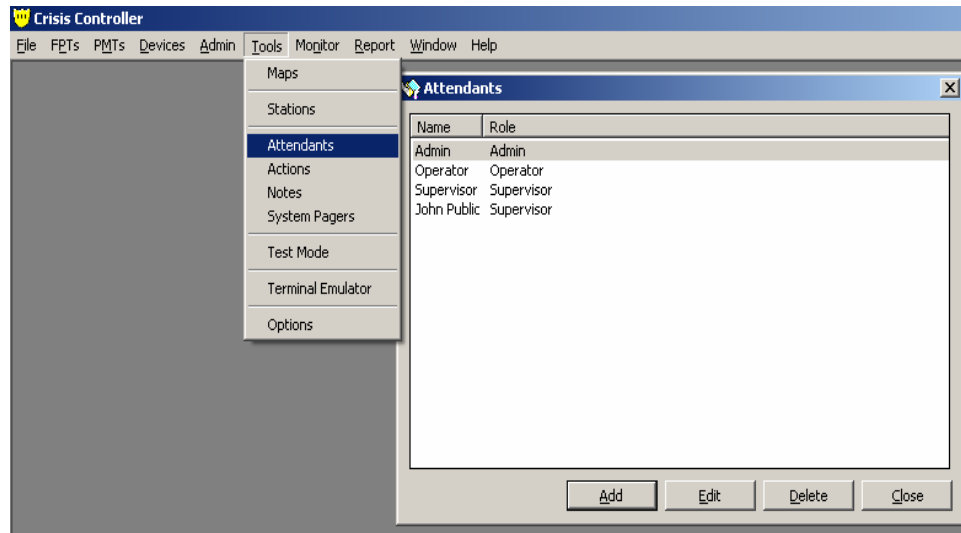 Crisis Controller
File FPTs PMTs Devices Admin Tools Monitor Report Window Help
Maps
Stations
Attendants
Actions
Notes
System Pagers
Test Mode
Terminal Emulator
Options
Attendants
Name Role
Admin Admin
Operator Operator
Supervisor Supervisor
John Public Supervisor
Add Edit Delete Close